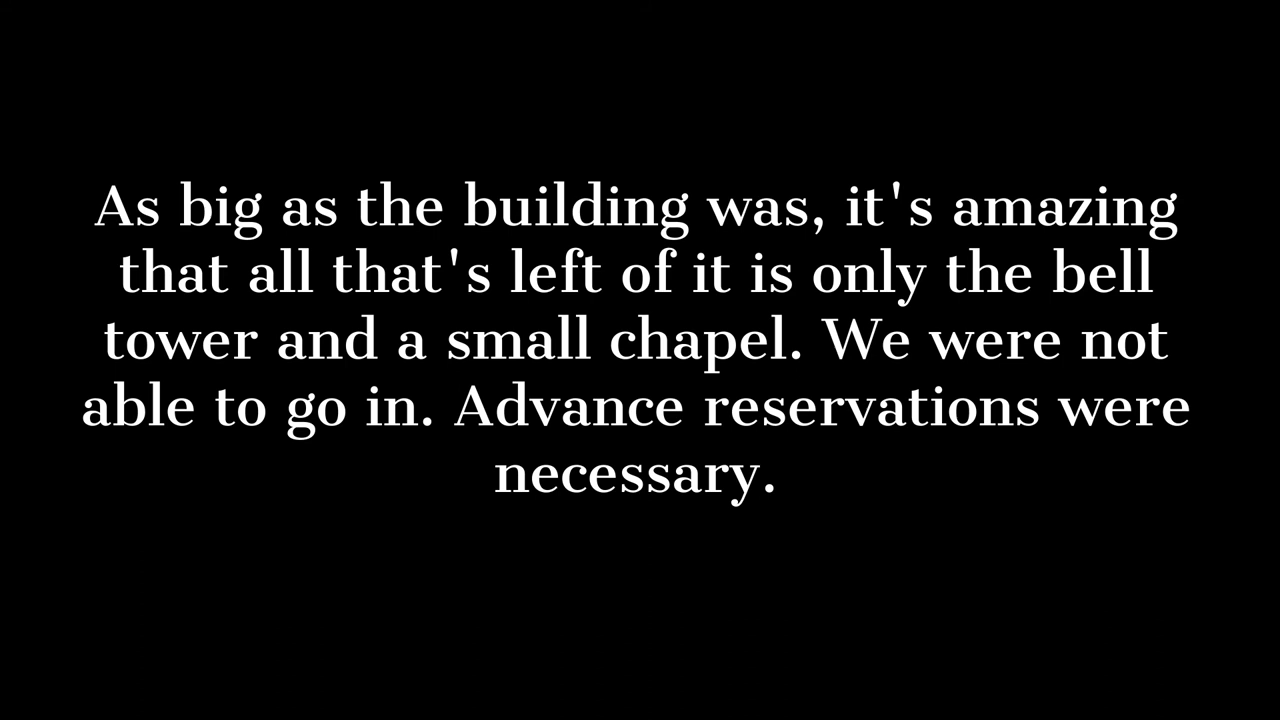 As big as the building was, it's amazing
that all that's left of it is only the bell
tower and a small chapel. We were not
able to go in. Advance reservations were
necessary.